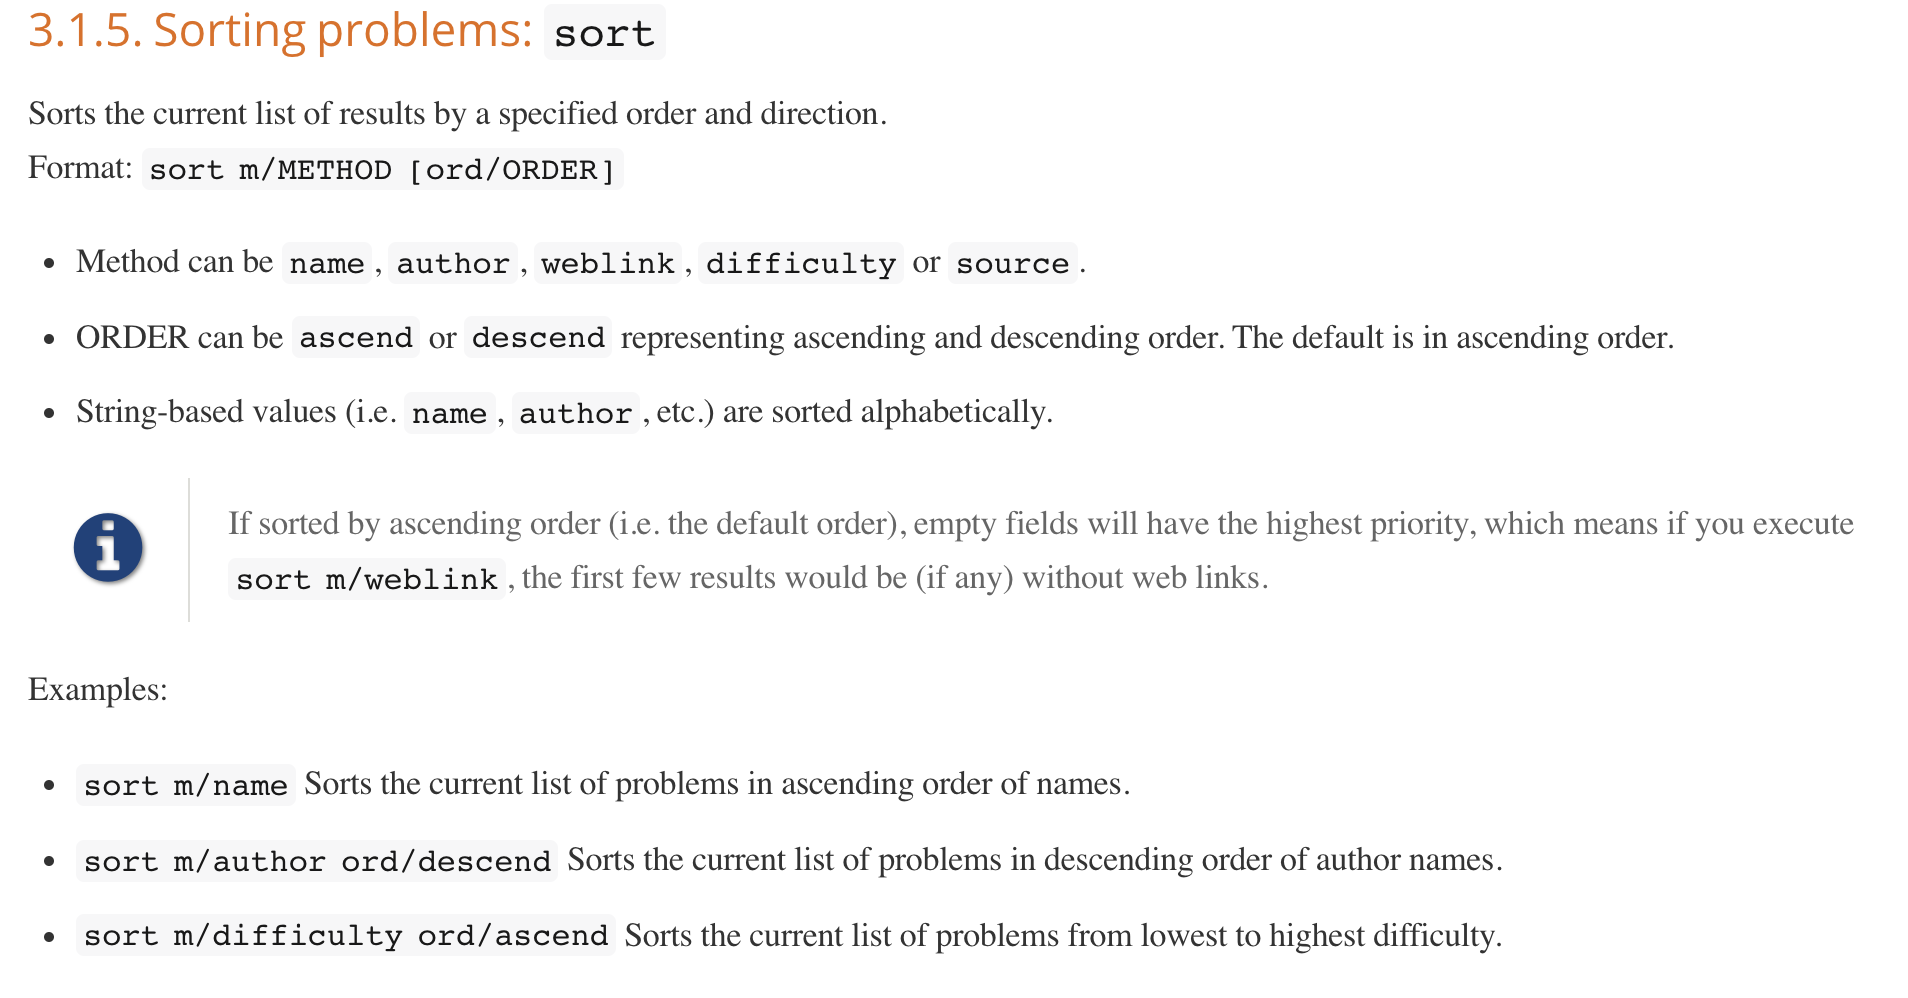 3.1.5. Sorting problems: sort
Sorts the current list of results by a specified order and direction.
Format: sort m/METHOD [ord/ORDER]
• Method can be name, author, weblink, difficulty or source.
• ORDER can be ascend or descend representing ascending and descending order. The default is in ascending order.
• String-based values (i.e. name, author, etc.) are sorted alphabetically.
If sorted by ascending order (i.e. the default order), empty fields will have the highest priority, which means if you execute
sort m/weblink, the first few results would be (if any) without web links.
Examples:
• sort m/name Sorts the current list of problems in ascending order of names.
• sort m/author ord/descend Sorts the current list of problems in descending order of author names.
• sort m/difficulty ord/ascend Sorts the current list of problems from lowest to highest difficulty.